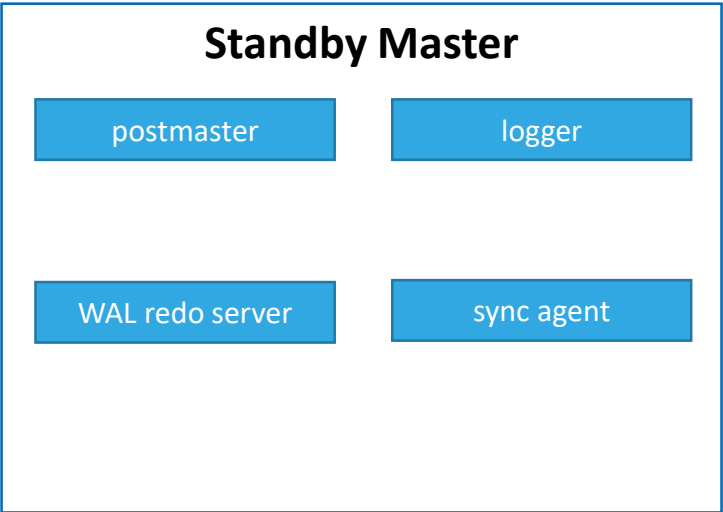 Standby Master
postmaster
logger
WAL redo server
sync agent